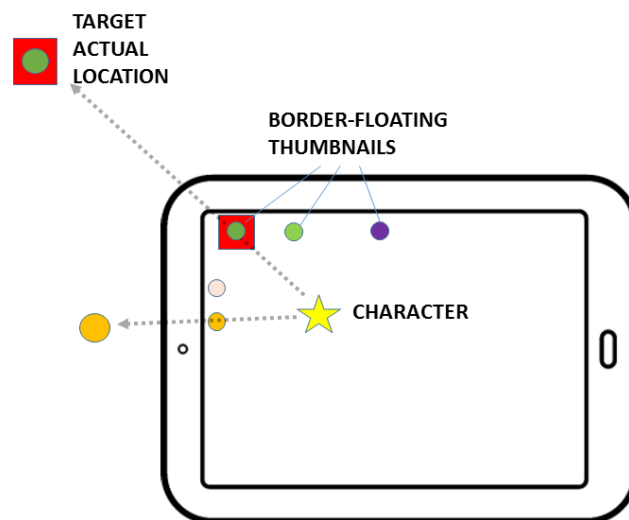 TARGET
ACTUAL
LOCATION
BORDER-FLOATING
THUMBNAILS
CHARACTER